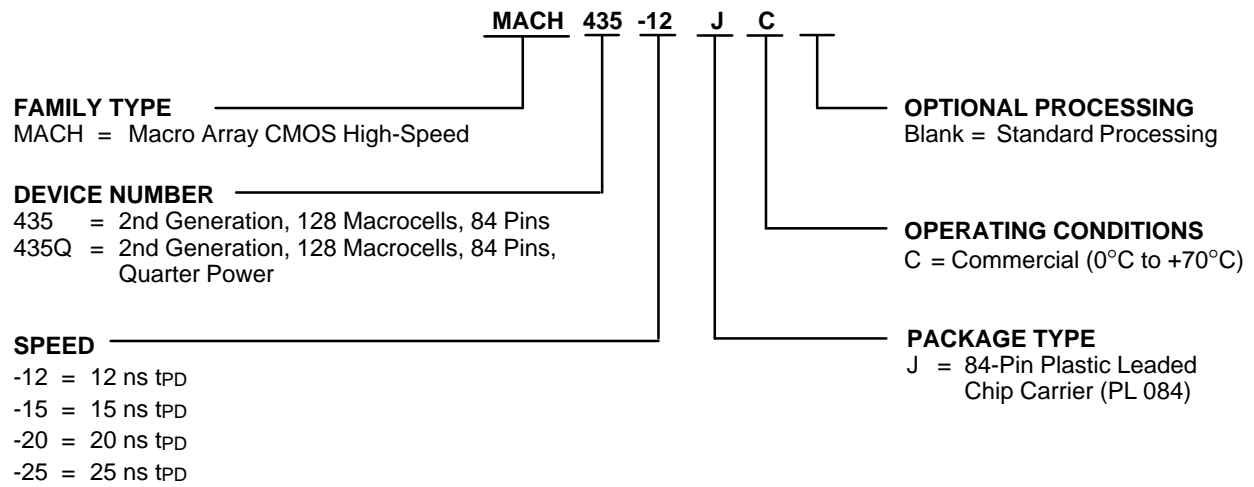 MACH 435 -12 J C
FAMILY TYPE
MACH = Macro Array CMOS High-Speed
DEVICE NUMBER
435 = 2nd Generation, 128 Macrocells, 84 Pins
435Q = 2nd Generation, 128 Macrocells, 84 Pins,
Quarter Power
SPEED
-12 = 12 ns tPD
-15 = 15 ns tPD
-20 = 20 ns tPD
-25 = 25 ns tPD
OPTIONAL PROCESSING
Blank = Standard Processing
OPERATING CONDITIONS
C = Commercial (0°C to +70°C)
PACKAGE TYPE
J = 84-Pin Plastic Leaded
Chip Carrier (PL 084)